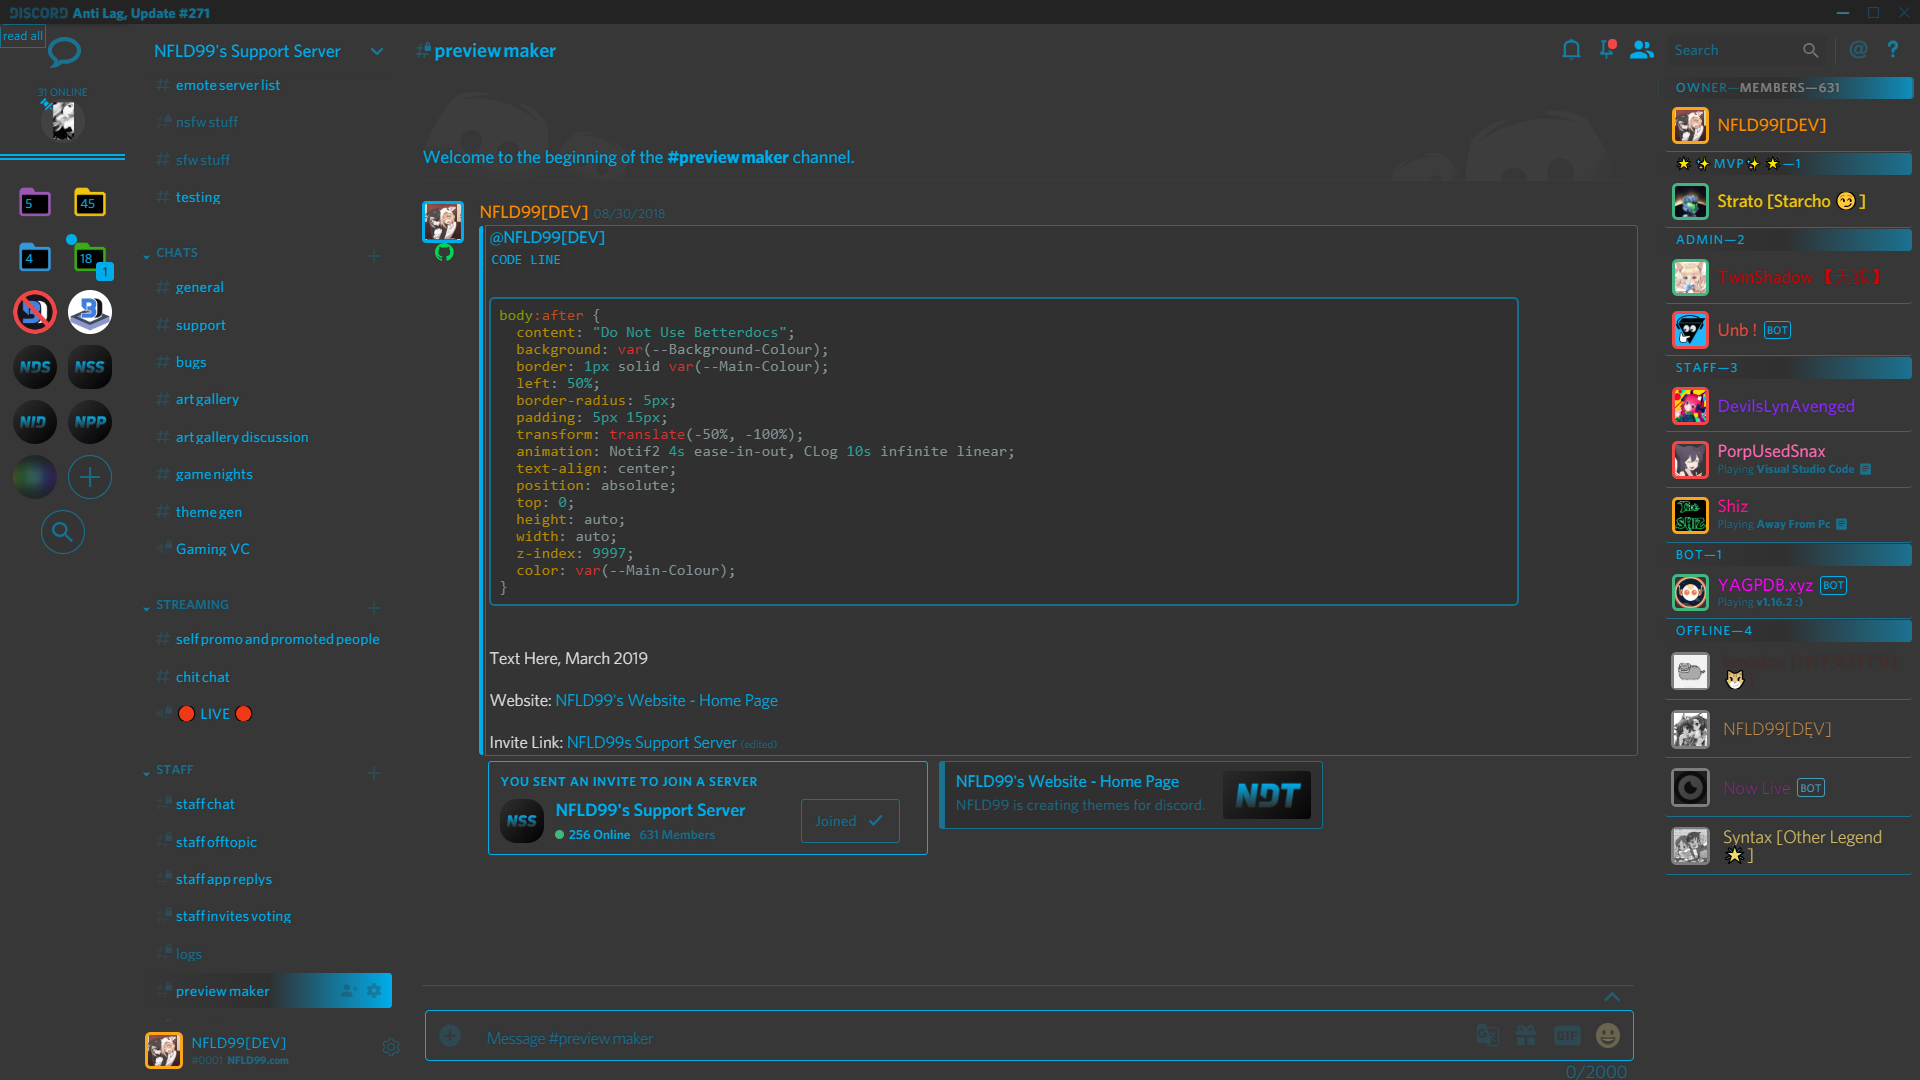 DISCORD Anti Lag, Update #271
read all
31 ONLINE
5
45
4
18
1
NDS
NSS
NID
NPP
NFLD99's Support Server
emote server list
nsfw stuff
sfw stuff
testing
CHATS
general
support
bugs
art gallery
art gallery discussion
game nights
theme gen
Gaming VC
STREAMING
self promo and promoted people
chit chat
LIVE
STAFF
staff chat
staff offtopic
staff app replys
staff invites voting
logs
preview maker
NFLD99[DEV]
#0001 NFLD99.com
#preview maker
Search
Welcome to the beginning of the #preview maker channel.
NFLD99[DEV] 08/30/2018
@NFLD99[DEV]
CODE LINE
body:after {
content: "Do Not Use Betterdocs";
background: var(--Background-Colour);
border: 1px solid var(--Main-Colour);
left: 50%;
border-radius: 5px;
padding: 5px 15px;
transform: translate(-50%, -100%);
animation: Notif2 4s ease-in-out, CLog 10s infinite linear;
text-align: center;
position: absolute;
top: 0;
height: auto;
width: auto;
z-index: 9997;
color: var(--Main-Colour);
}
Text Here, March 2019
Website: NFLD99's Website - Home Page
Invite Link: NFLD99s Support Server (edited)
YOU SENT AN INVITE TO JOIN A SERVER
NSS
NFLD99's Support Server
256 Online 631 Members
Joined
NFLD99's Website - Home Page
NFLD99 is creating themes for discord.
NDT
Message #preview maker
GIF
0/2000
OWNER—MEMBERS—631
NFLD99[DEV]
MVP—1
Strato [Starcho 😏]
ADMIN—2
TwinShadow 【天狐】
Unb ! BOT
STAFF—3
DevilsLynAvenged
PorpUsedSnax
Playing Visual Studio Code
The SHIZ
Shiz
Playing Away From Pc
BOT—1
YAGPDB.xyz BOT
Playing v1.16.2 :)
OFFLINE—4
NFLD99[DẸV]
Now Live BOT
Syntax [Other Legend
🌟]